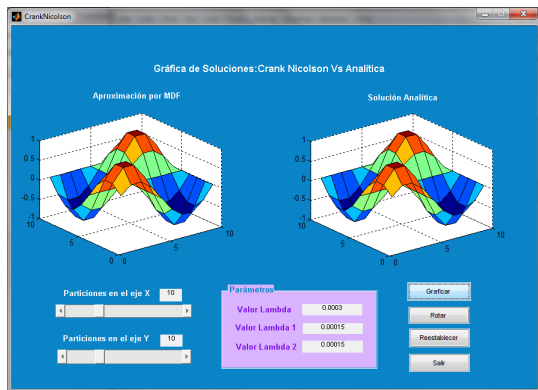 CrankNicolson
Gráfica de Soluciones:Crank Nicolson Vs Analítica
Aproximación por MDF
Solución Analítica
1
0.5
0
-0.5
-1
10
5
0
0
5
10
1
0.5
0
-0.5
-1
10
5
0
0
5
10
Particiones en el eje X 10
Particiones en el eje Y 10
Parámetros
Valor Lambda 0.0003
Valor Lambda 1 0.00015
Valor Lambda 2 0.00015
Graficar
Rotar
Reestablecer
Salir